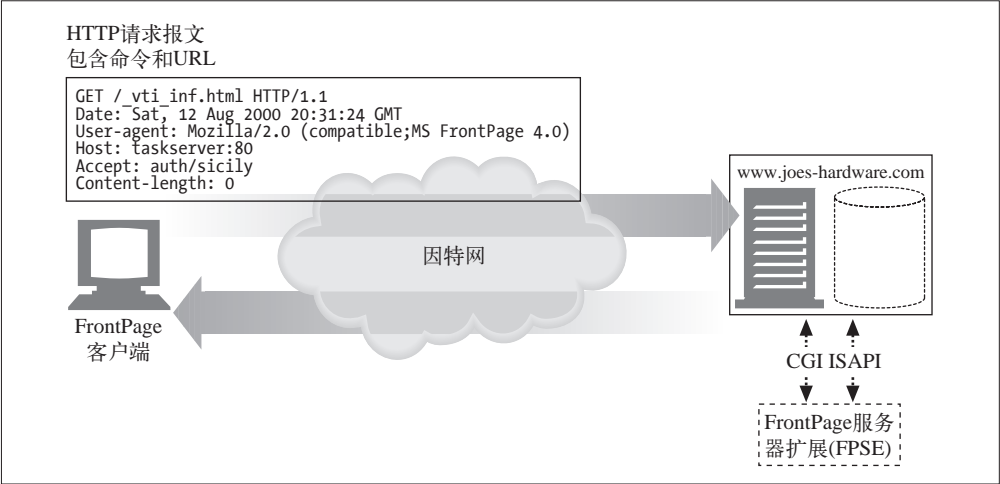 HTTP请求报文
包含命令和URL
GET /_vti_inf.html HTTP/1.1
Date: Sat, 12 Aug 2000 20:31:24 GMT
User-agent: Mozilla/2.0 (compatible;MS FrontPage 4.0)
Host: taskserver:80
Accept: auth/sicily
Content-length: 0
www.joes-hardware.com
因特网
FrontPage
客户端
CGI ISAPI
FrontPage服务
器扩展(FPSE)